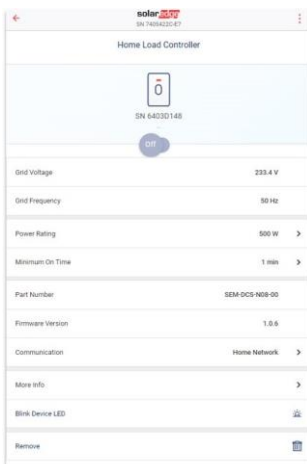 solaredge
SN 7409422C-E7
Home Load Controller
SN 6403D148
Off
Grid Voltage 233.4 V
Grid Frequency 50 Hz
Power Rating 500 W
Minimum On Time 1 min
Part Number SEM-DCS-N08-00
Firmware Version 1.0.6
Communication Home Network
More Info
Blink Device LED
Remove